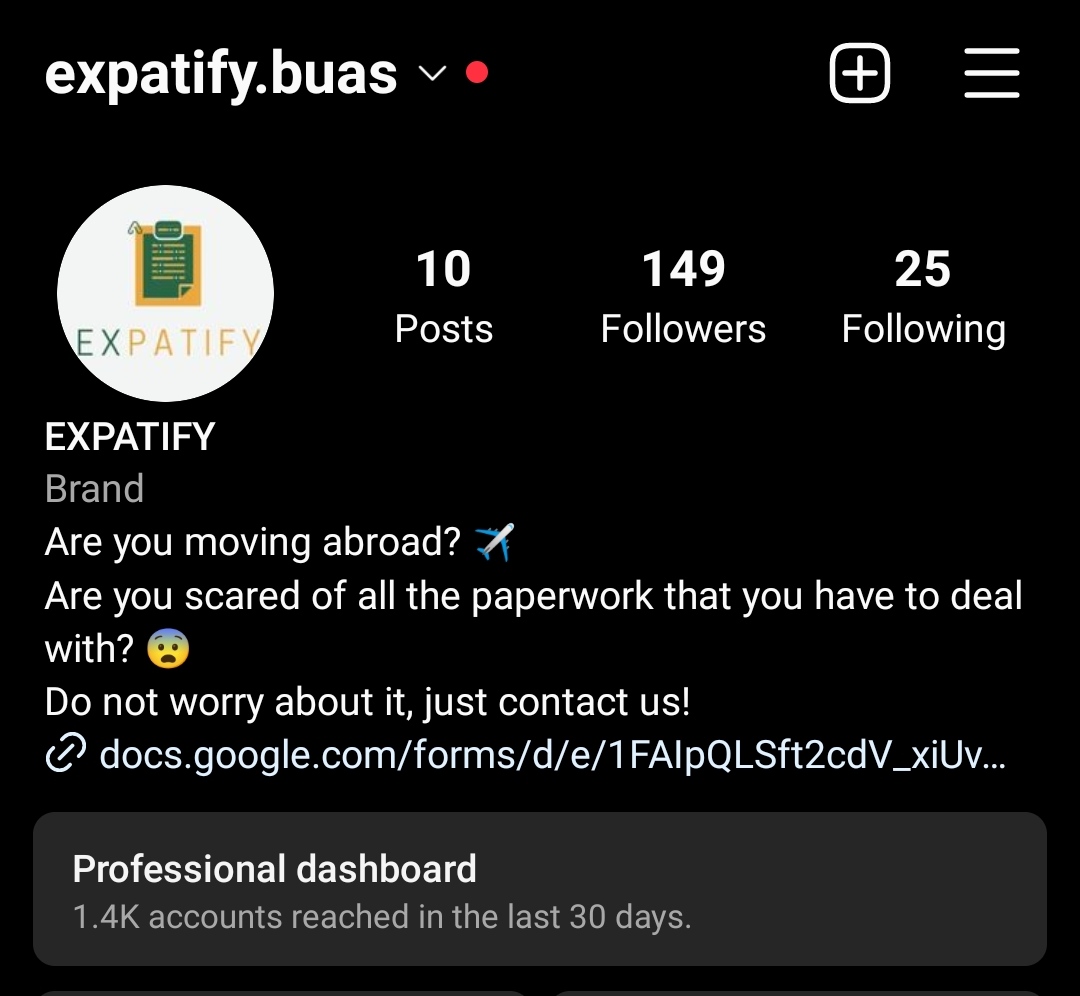 expatify.buas
EXPATIFY
10
Posts
149
Followers
25
Following
EXPATIFY
Brand
Are you moving abroad? ✈️
Are you scared of all the paperwork that you have to deal
with? 😨
Do not worry about it, just contact us!
docs.google.com/forms/d/e/1FAIpQLSft2cdV_xiUv...
Professional dashboard
1.4K accounts reached in the last 30 days.